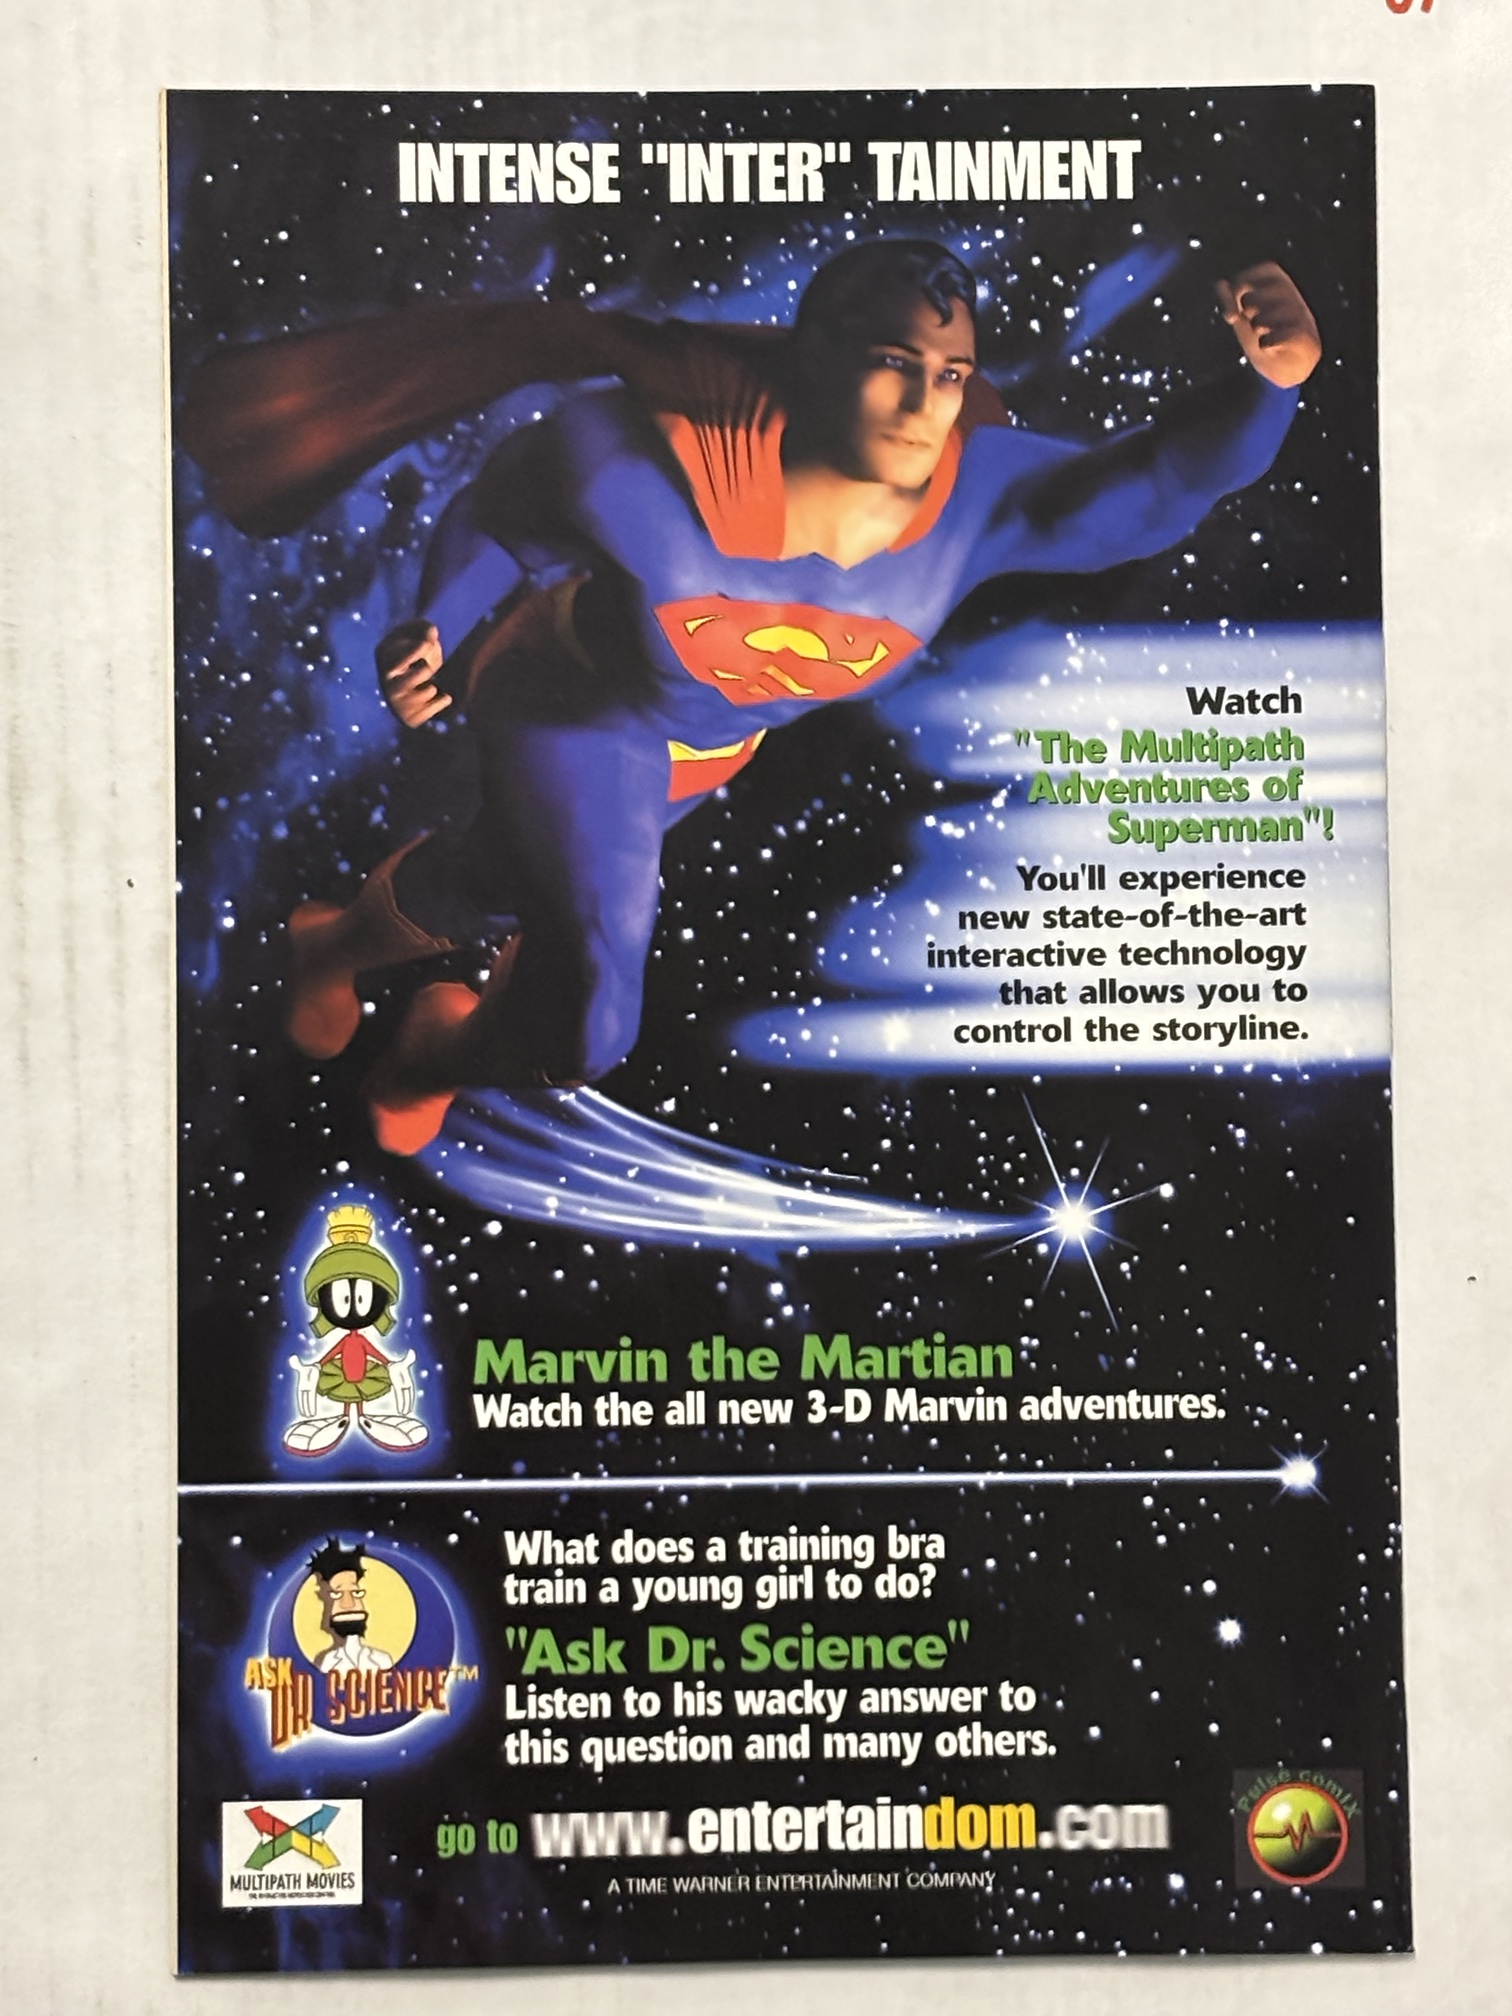 INTENSE "INTER" TAINMENT
Watch
"The Multipath
Adventures of
Superman"!
You'll experience
new state-of-the-art
interactive technology
that allows you to
control the storyline.
Marvin the Martian
Watch the all new 3-D Marvin adventures.
What does a training bra
train a young girl to do?
"Ask Dr. Science"
Listen to his wacky answer to
this question and many others.
ASK
DR SCIENCE™
go to www.entertaindom.com
A TIME WARNER ENTERTAINMENT COMPANY
MULTIPATH MOVIES
Pulse comix